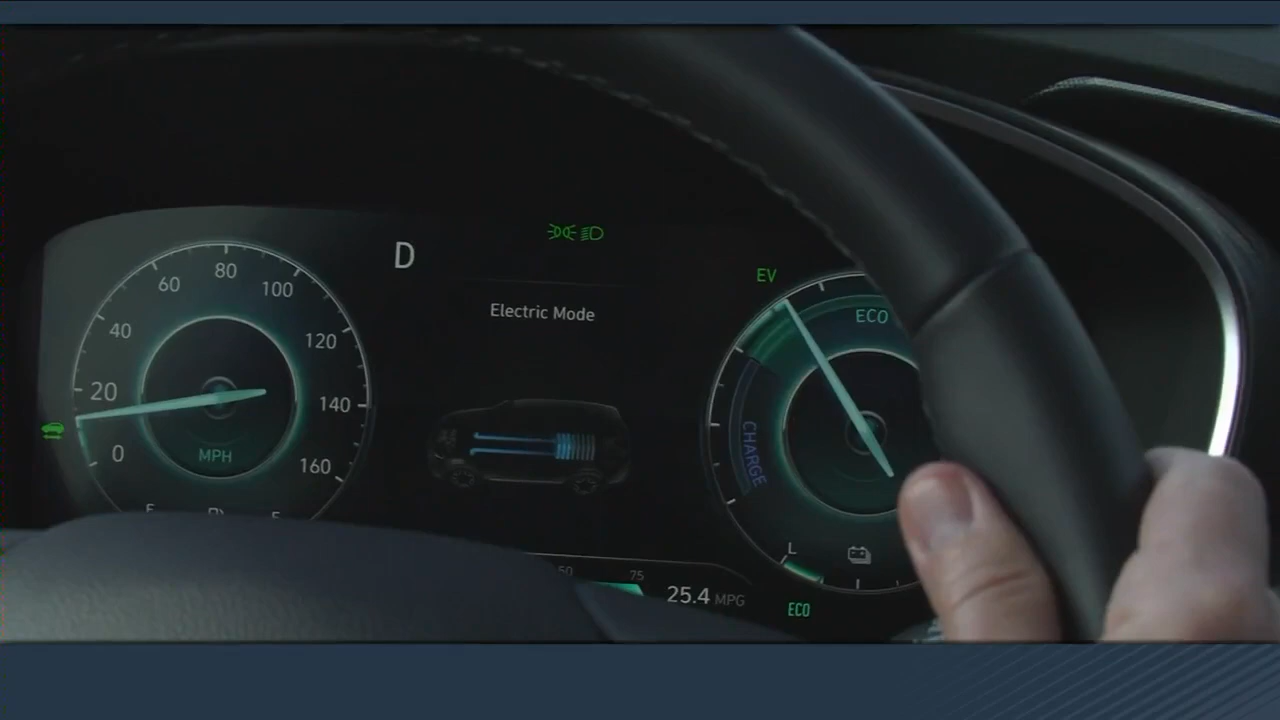 D
Electric Mode
0
20
40
60
80
100
120
140
160
MPH
EV
ECO
CHARGE
L
50
75
25.4 MPG
ECO